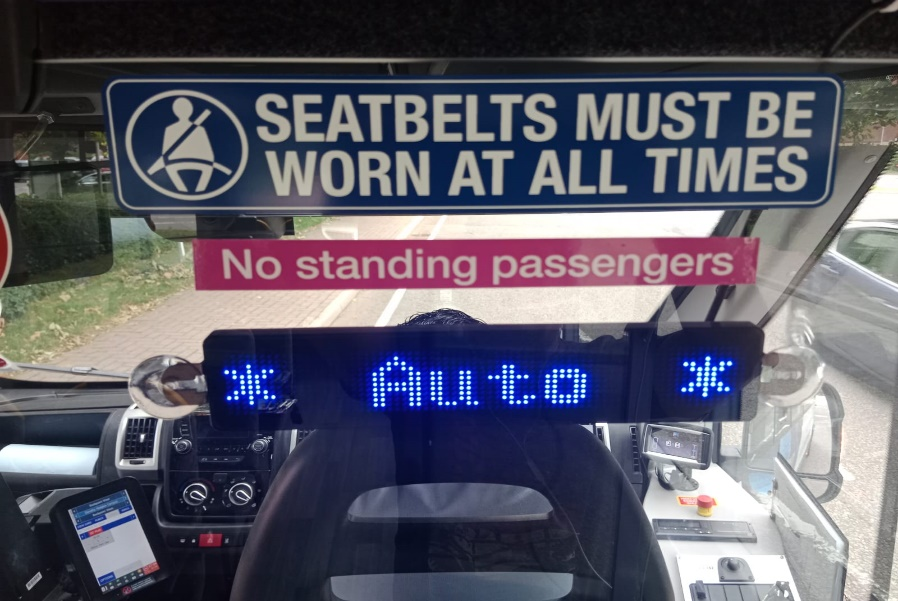 SEATBELTS MUST BE
WORN AT ALL TIMES
No standing passengers
* Auto *